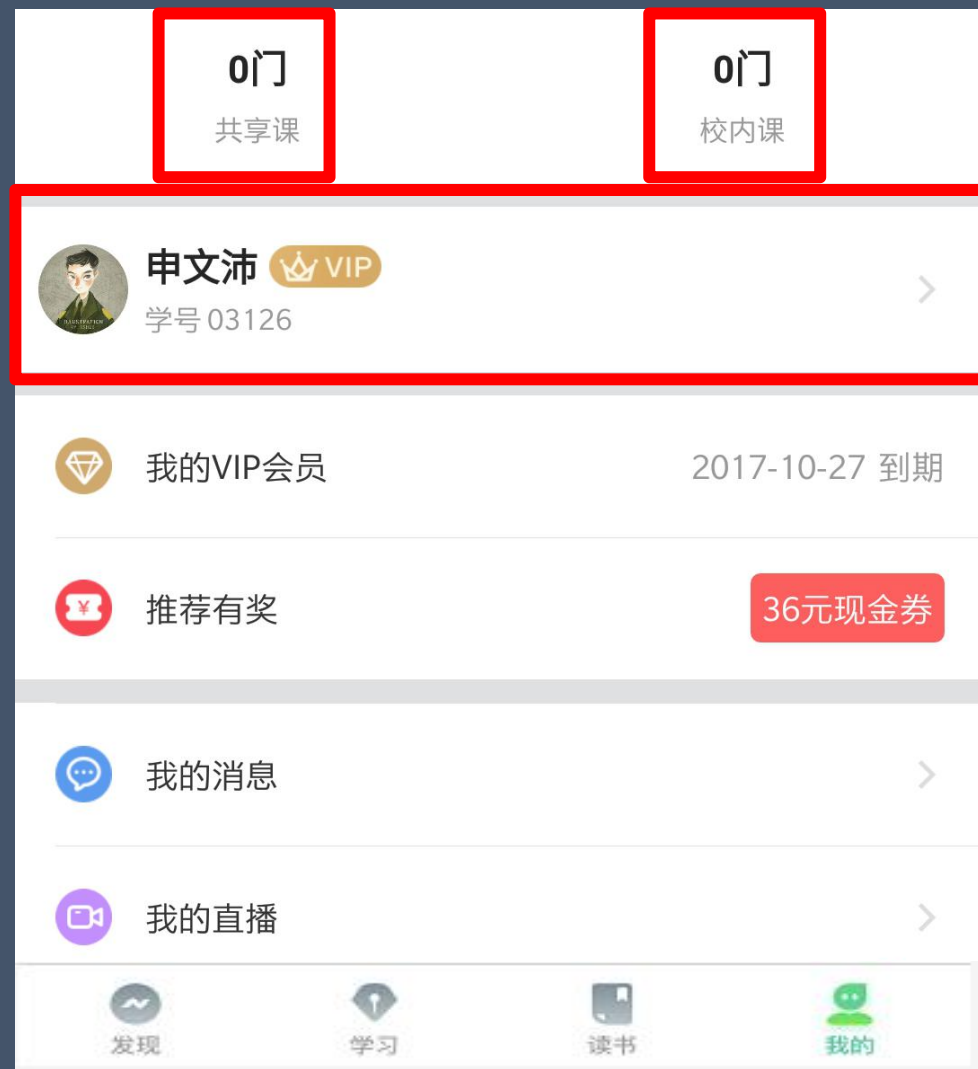 0门 0门
共享课 校内课
申文沛 VIP
学号 03126
我的VIP会员 2017-10-27 到期
推荐有奖 36元现金券
我的消息
我的直播
发现 学习 读书 我的